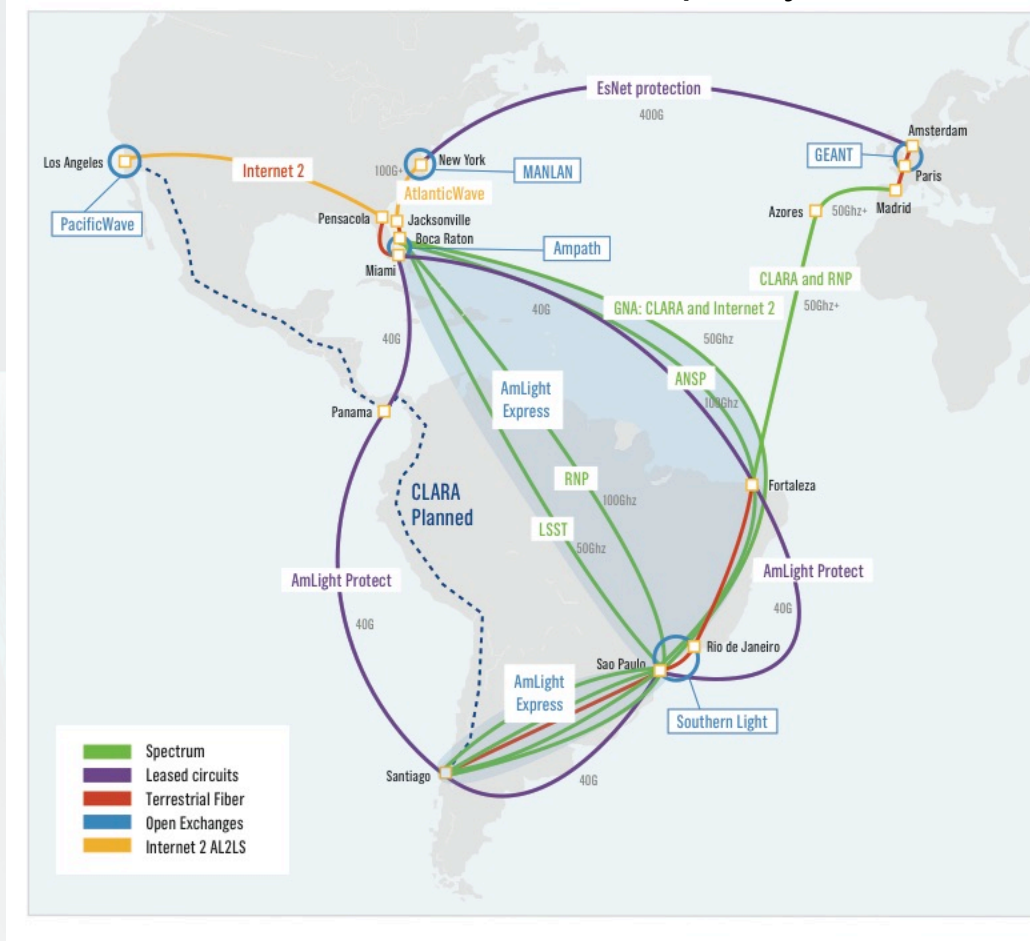 EsNet protection
400G
Amsterdam
GEANT
Paris
Madrid
Azores
50Ghz+
Los Angeles
PacificWave
Internet 2
New York
MANLAN
100G+
AtlanticWave
Pensacola
Jacksonville
Boca Raton
Ampath
Miami
CLARA and RNP
50Ghz+
GNA: CLARA and Internet 2
40G
50Ghz
40G
ANSP
100Ghz
AmLight
Express
Panama
RNP
100Ghz
Fortaleza
CLARA
Planned
LSST
50Ghz
AmLight Protect
AmLight Protect
40G
40G
Rio de Janeiro
Sao Paulo
AmLight
Express
Southern Light
Santiago
40G
Spectrum
Leased circuits
Terrestrial Fiber
Open Exchanges
Internet 2 AL2LS